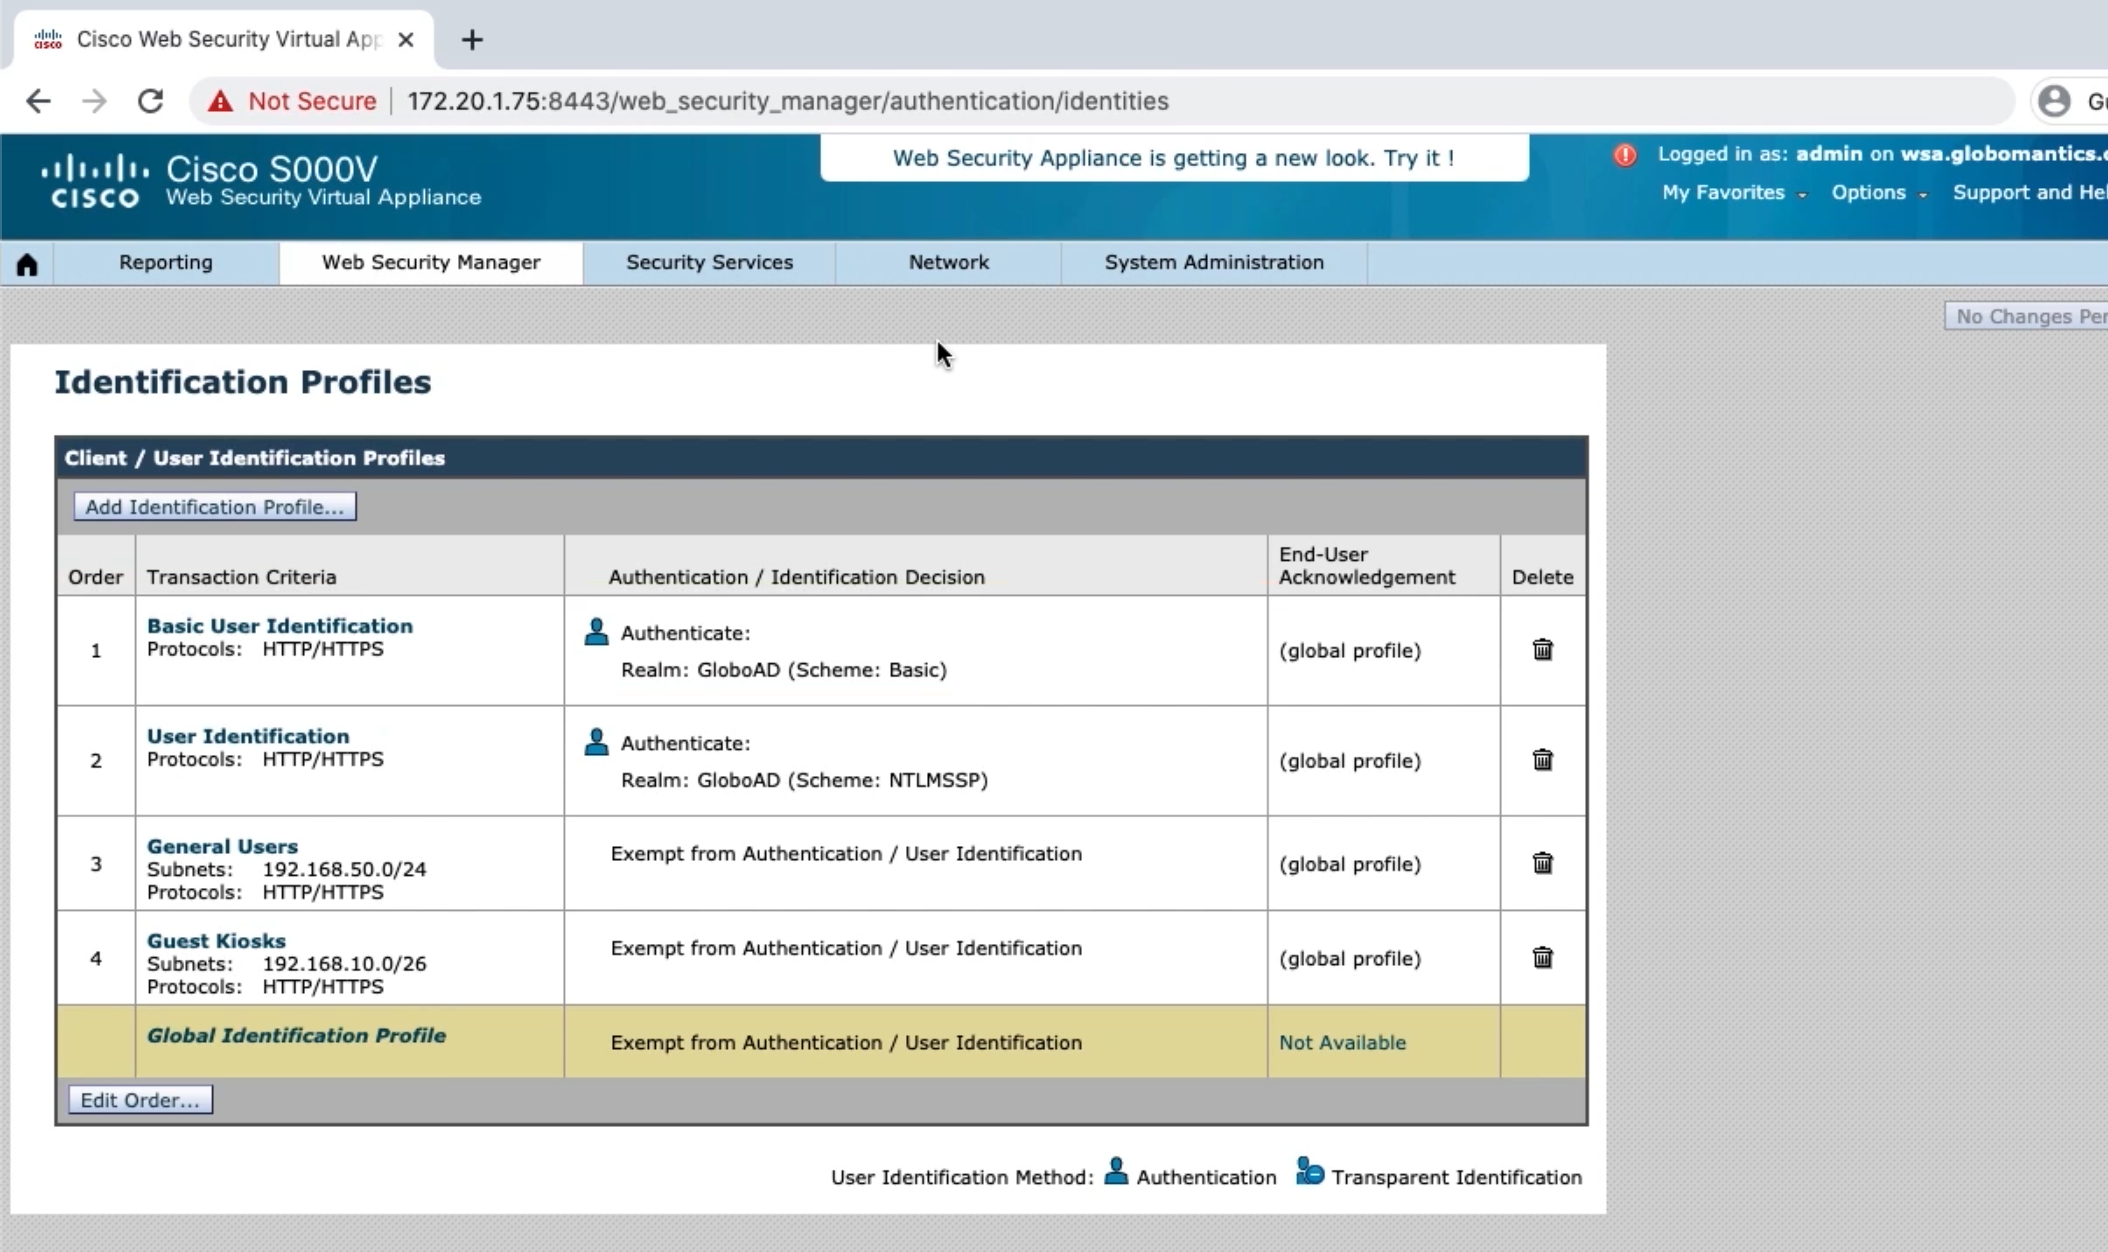 Cisco Web Security Virtual App
Not Secure
172.20.1.75:8443/web_security_manager/authentication/identities
CISCO
Cisco S000V
Web Security Virtual Appliance
Web Security Appliance is getting a new look. Try it !
Logged in as: admin on wsa.globomantics.
My Favorites
Options
Support and
Reporting
Web Security Manager
Security Services
Network
System Administration
No Changes
Identification Profiles
Client / User Identification Profiles
Add Identification Profile...
Order
Transaction Criteria
Authentication / Identification Decision
End-User
Acknowledgement
Delete
1
Basic User Identification
Protocols: HTTP/HTTPS
Authenticate:
Realm: GloboAD (Scheme: Basic)
(global profile)
2
User Identification
Protocols: HTTP/HTTPS
Authenticate:
Realm: GloboAD (Scheme: NTLMSSP)
(global profile)
3
General Users
Subnets: 192.168.50.0/24
Protocols: HTTP/HTTPS
Exempt from Authentication / User Identification
(global profile)
4
Guest Kiosks
Subnets: 192.168.10.0/26
Protocols: HTTP/HTTPS
Exempt from Authentication / User Identification
(global profile)
Global Identification Profile
Exempt from Authentication / User Identification
Not Available
Edit Order...
User Identification Method: Authentication Transparent Identification